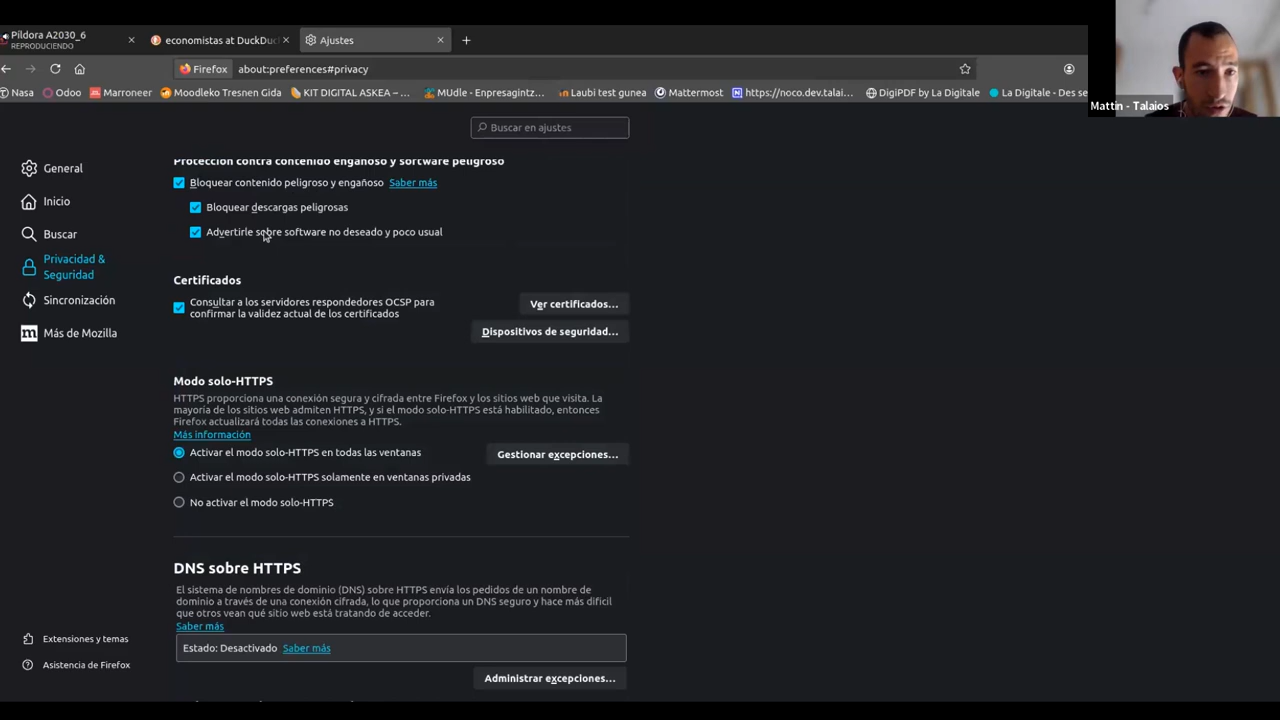 Píldora A2030_6
REPRODUCIENDO
economistas at DuckDuc
Ajustes
Firefox
about:preferences#privacy
Nasa
Odoo
Marroneer
Moodleko Tresnen Gida
KIT DIGITAL ASKEA – …
MUdle - Enpresagintz…
Laubi test gunea
Mattermost
https://noco.dev.talai…
DigiPDF by La Digitale
La Digitale - Des se
Mattin - Talaios
Buscar en ajustes
General
Inicio
Buscar
Privacidad &
Seguridad
Sincronización
Más de Mozilla
Extensiones y temas
Asistencia de Firefox
Protección contra contenido engañoso y software peligroso
Bloquear contenido peligroso y engañoso Saber más
Bloquear descargas peligrosas
Advertirle sobre software no deseado y poco usual
Certificados
Consultar a los servidores respondedores OCSP para
confirmar la validez actual de los certificados
Ver certificados...
Dispositivos de seguridad...
Modo solo-HTTPS
HTTPS proporciona una conexión segura y cifrada entre Firefox y los sitios web que visita. La
mayoría de los sitios web admiten HTTPS, y si el modo solo-HTTPS está habilitado, entonces
Firefox actualizará todas las conexiones a HTTPS.
Más información
Activar el modo solo-HTTPS en todas las ventanas
Gestionar excepciones...
Activar el modo solo-HTTPS solamente en ventanas privadas
No activar el modo solo-HTTPS
DNS sobre HTTPS
El sistema de nombres de dominio (DNS) sobre HTTPS envía los pedidos de un nombre de
dominio a través de una conexión cifrada, lo que proporciona un DNS seguro y hace más difícil
que otros vean qué sitio web está tratando de acceder.
Saber más
Estado: Desactivado Saber más
Administrar excepciones...